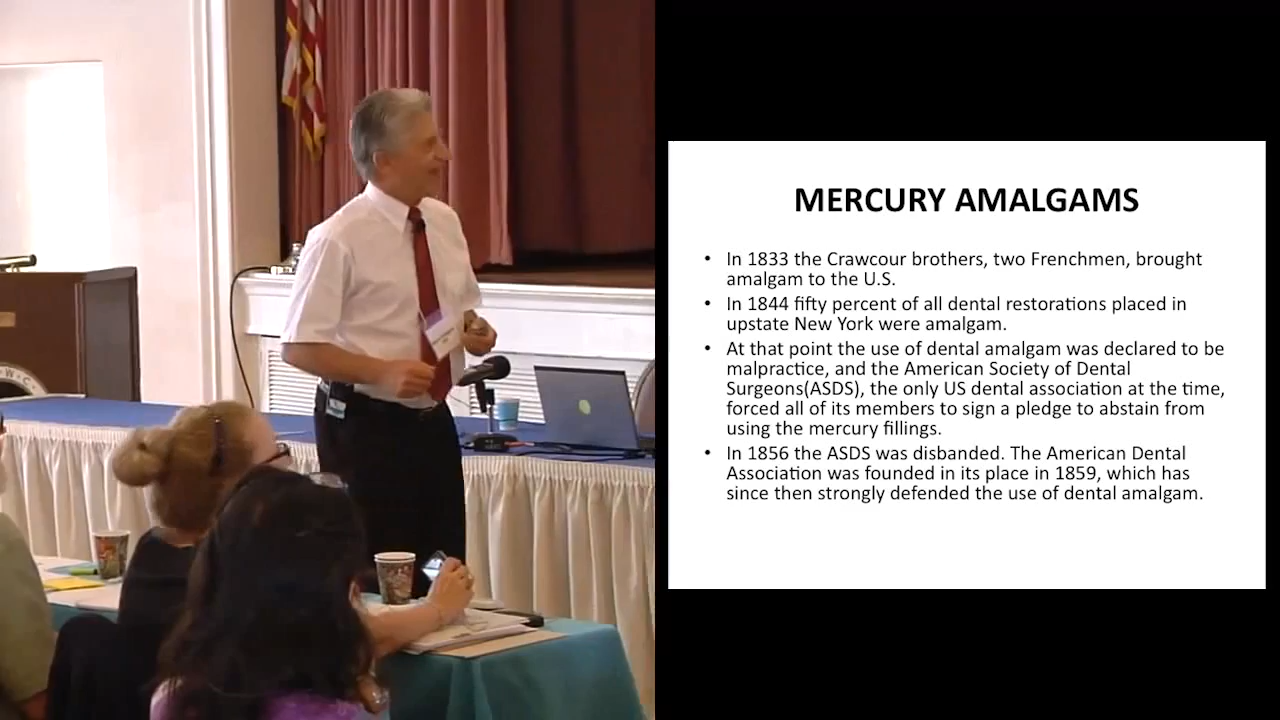 MERCURY AMALGAMS
• In 1833 the Crawcour brothers, two Frenchmen, brought
amalgam to the U.S.
• In 1844 fifty percent of all dental restorations placed in
upstate New York were amalgam.
• At that point the use of dental amalgam was declared to be
malpractice, and the American Society of Dental
Surgeons(ASDS), the only US dental association at the time,
forced all of its members to sign a pledge to abstain from
using the mercury fillings.
• In 1856 the ASDS was disbanded. The American Dental
Association was founded in its place in 1859, which has
since then strongly defended the use of dental amalgam.